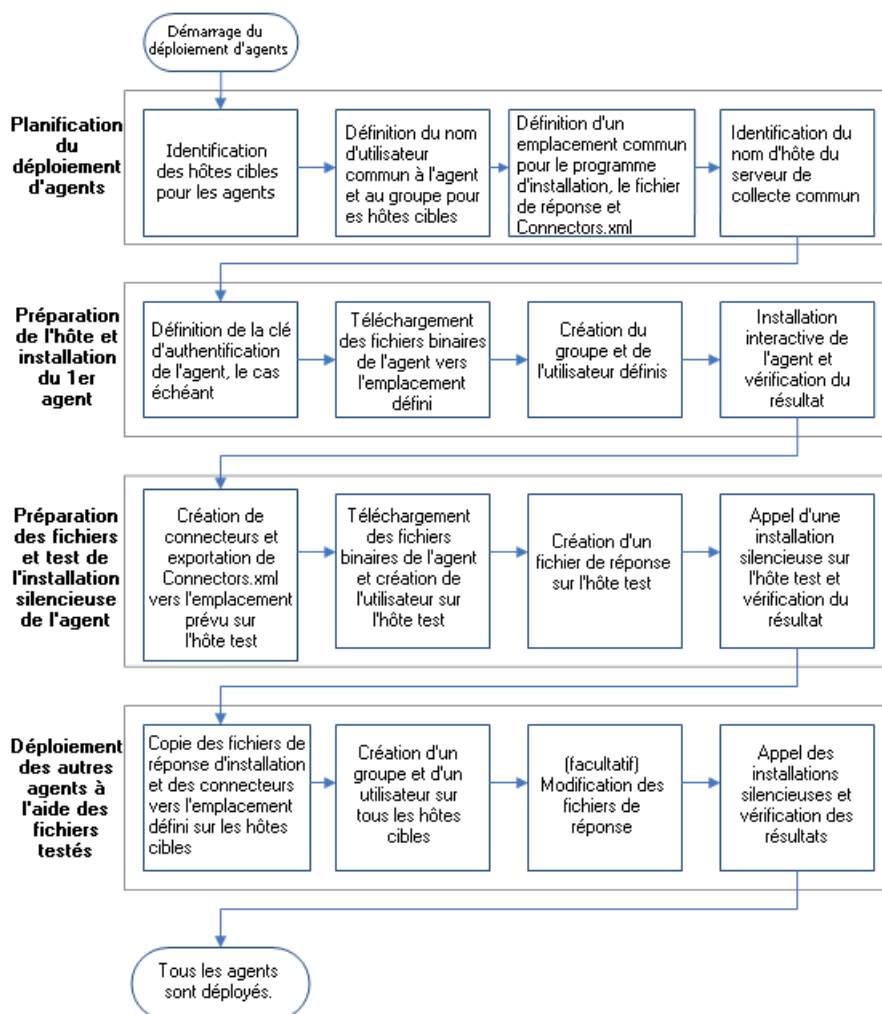 Démarrage du
déploiement d'agents
Planification
du
déploiement
d'agents
Identification
des hôtes cibles
pour les agents
Définition du nom
d'utilisateur
commun à l'agent
et au groupe pour
es hôtes cibles
Définition d'un
emplacement commun
pour le programme
d'installation, le fichier
de réponse et
Connectors.xml
Identification du
nom d'hôte du
serveur de
collecte commun
Préparation
de l'hôte et
installation
du 1er
agent
Définition de la clé
d'authentification
de l'agent, le cas
échéant
Téléchargement
des fichiers binaires
de l'agent vers
l'emplacement
défini
Création du
groupe et de
l'utilisateur définis
Installation
interactive de
l'agent et
vérification du
résultat
Préparation
des fichiers
et test de
l'installation
silencieuse
de l'agent
Création de
connecteurs et
exportation de
Connectors.xml
vers l'emplacement
prévu sur
l'hôte test
Téléchargement
des fichiers
binaires de l'agent
et création de
l'utilisateur sur
l'hôte test
Création d'un
fichier de réponse
sur l'hôte test
Appel d'une
installation
silencieuse sur
l'hôte test et
vérification du
résultat
Déploiement
des autres
agents à
l'aide des
fichiers
testés
Copie des fichiers de
réponse d'installation
et des connecteurs
vers l'emplacement
défini sur les hôtes
cibles
Création d'un
groupe et d'un
utilisateur sur
tous les hôtes
cibles
(facultatif)
Modification des
fichiers de
réponse
Appel des
installations
silencieuses et
vérification des
résultats
Tous les agents
sont déployés.